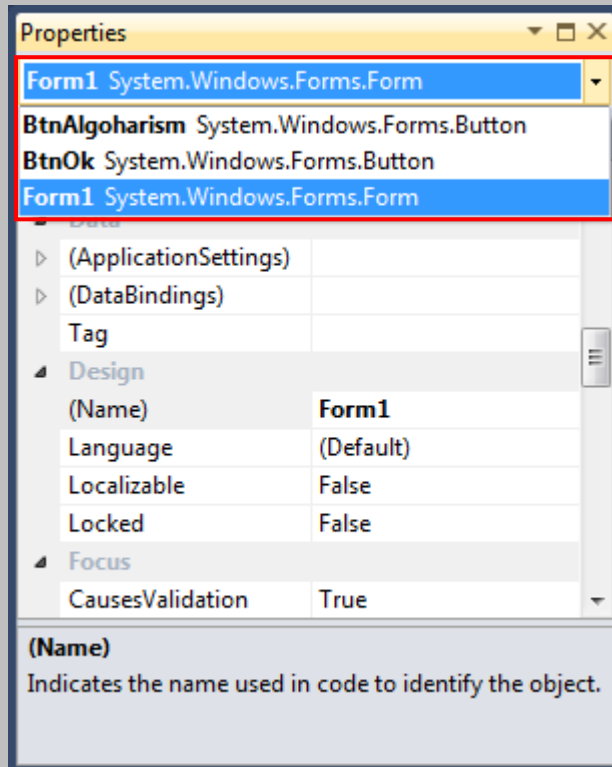 Properties
Form1 System.Windows.Forms.Form
BtnAlgoharism System.Windows.Forms.Button
BtnOk System.Windows.Forms.Button
Form1 System.Windows.Forms.Form
Data
(ApplicationSettings)
(DataBindings)
Tag
Design
(Name) Form1
Language (Default)
Localizable False
Locked False
Focus
CausesValidation True
(Name)
Indicates the name used in code to identify the object.